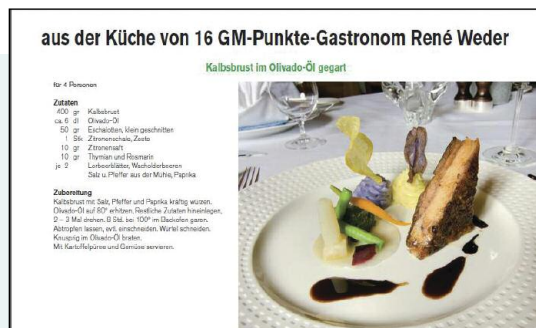 aus der Küche von 16 GM-Punkte-Gastronom René Weder
Kalbsbrust im Olivado-Öl gegart
für 4 Personen
Zutaten
400 gr Kalbsbrust
ca. 6 dl Olivado-Öl
50 gr Eschalotten, klein geschnitten
1 Stk Zitronenschale, Zeste
10 gr Zitronensaft
10 gr Thymian und Rosmarin
je 2 Lorbeerblätter, Wacholderbeeren
Salz u. Pfeffer aus der Mühle, Paprika
Zubereitung
Kalbsbrust mit Salz, Pfeffer und Paprika kräftig würzen.
Olivado-Öl auf 80° erhitzen. Restliche Zutaten hineinlegen,
2 – 3 Mal drehen. 8 Std. bei 100° im Backofen garen.
Abtropfen lassen, evtl. einschneiden. Würfel schneiden.
Knusprig im Olivado-Öl braten.
Mit Kartoffelpüree und Gemüse servieren.